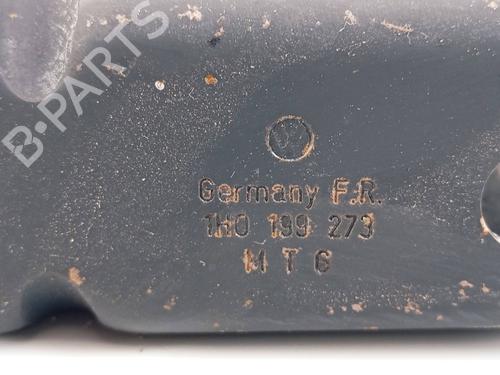 B-PARTS
Germany F.R.
1H0 199 273
M T 6